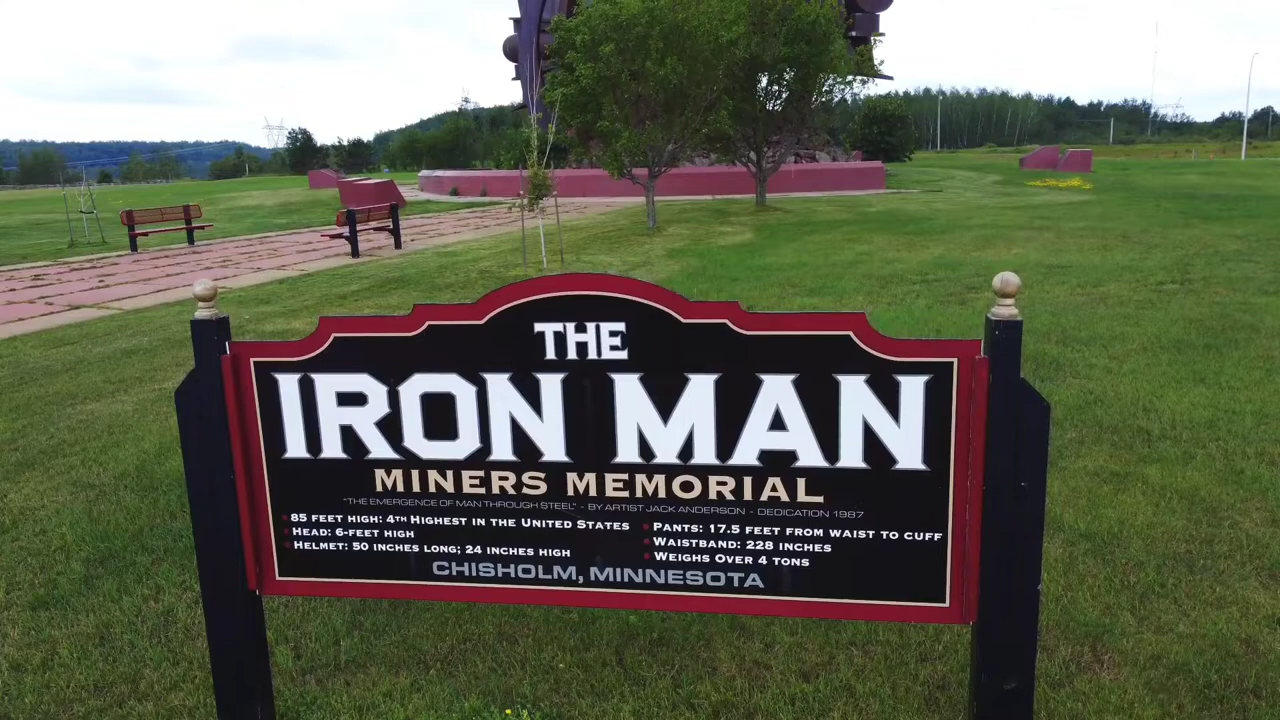 THE
IRON MAN
MINERS MEMORIAL
"THE EMERGENCE OF MAN THROUGH STEEL" - BY ARTIST JACK ANDERSON - DEDICATION 1987
85 FEET HIGH: 4TH HIGHEST IN THE UNITED STATES
HEAD: 6-FEET HIGH
HELMET: 50 INCHES LONG; 24 INCHES HIGH
PANTS: 17.5 FEET FROM WAIST TO CUFF
WAISTBAND: 228 INCHES
WEIGHS OVER 4 TONS
CHISHOLM, MINNESOTA